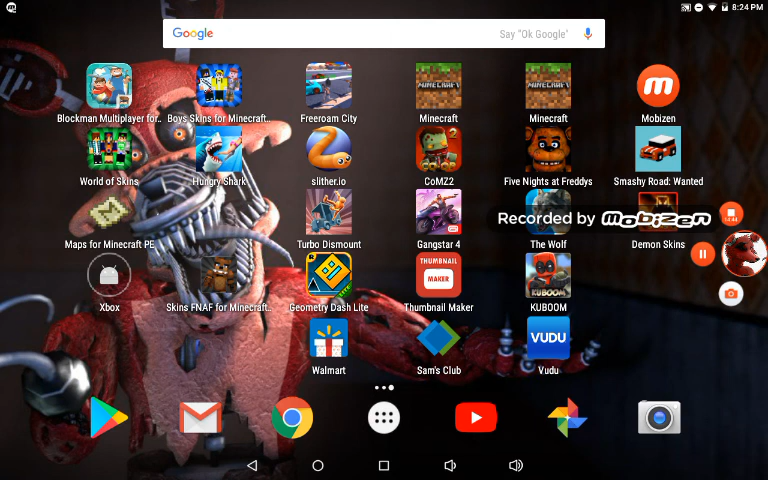 8:24 PM
Google Say "Ok Google"
MINECRAFT MINECRAFT
Blockman Multiplayer for.. Boys Skins for Minecraft.. Freeroam City Minecraft Minecraft Mobizen
World of Skins Hungry Shark slither.io CoMZ2 Five Nights at Freddys Smashy Road: Wanted
Recorded by Mobizen
Maps for Minecraft PE Turbo Dismount Gangstar 4 The Wolf Demon Skins
THUMBNAIL
MAKER
KUBOOM
Xbox Skins FNAF for Minecraft.. Geometry Dash Lite Thumbnail Maker KUBOOM
VUDU
Walmart Sam's Club Vudu